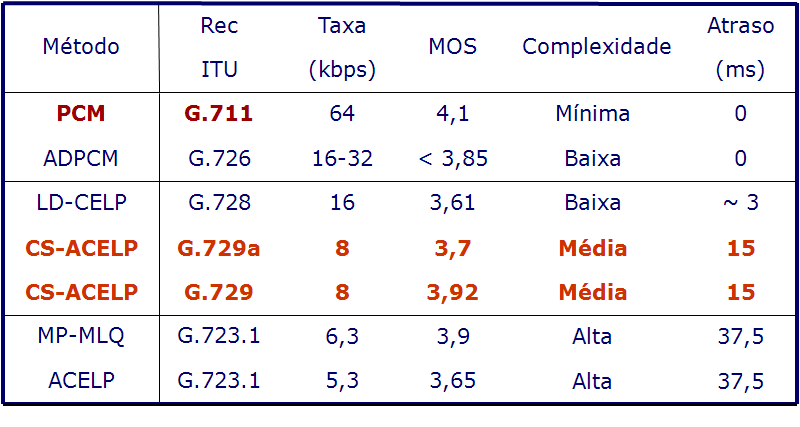 Método Rec ITU Taxa (kbps) MOS Complexidade Atraso (ms)
PCM G.711 64 4,1 Mínima 0
ADPCM G.726 16-32 < 3,85 Baixa 0
LD-CELP G.728 16 3,61 Baixa ~ 3
CS-ACELP G.729a 8 3,7 Média 15
CS-ACELP G.729 8 3,92 Média 15
MP-MLQ G.723.1 6,3 3,9 Alta 37,5
ACELP G.723.1 5,3 3,65 Alta 37,5